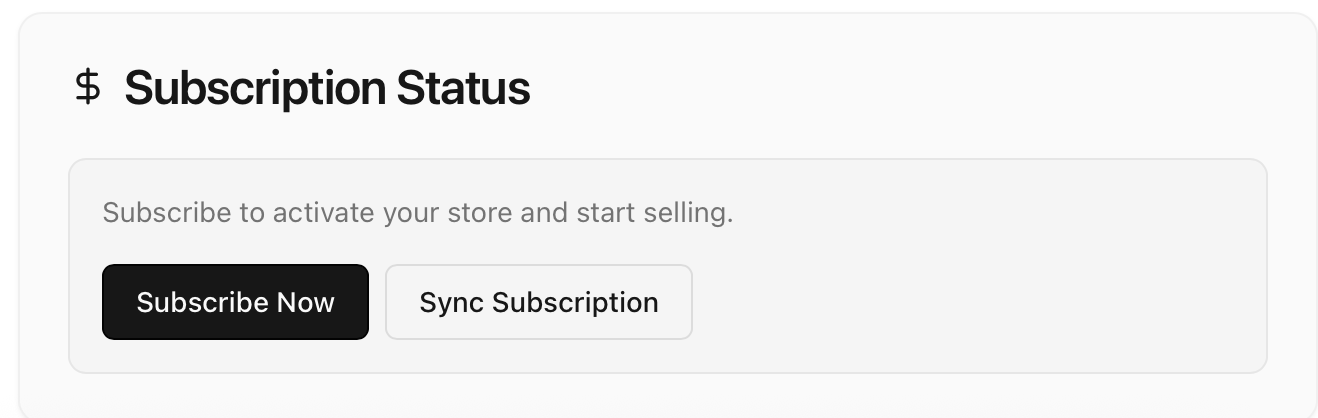 $ Subscription Status
Subscribe to activate your store and start selling.
Subscribe Now
Sync Subscription